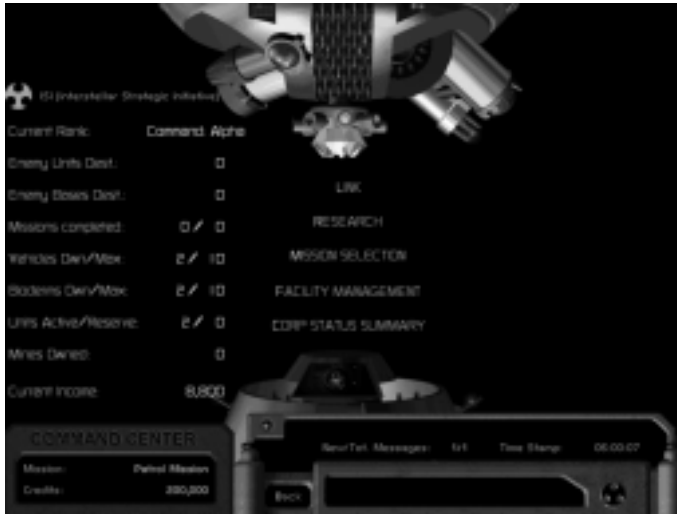 ISI (Interstellar Strategic Initiative)
Current Rank: Command: Alpha
Enemy Units Dest.: 0
Enemy Bases Dest.: 0
Missions completed: 0 / 0
Vehicles Own/Max: 2 / 10
Bioderms Own/Max: 2 / 10
Units Active/Reserve: 2 / 0
Mines Owned: 0
Current Income: 8,800
LINK
RESEARCH
MISSION SELECTION
FACILITY MANAGEMENT
CORP STATUS SUMMARY
COMMAND CENTER
Mission: Patrol Mission
Credits: 200,000
New/Tot. Messages: 1/1 Time Stamp: 00:00:07
Back